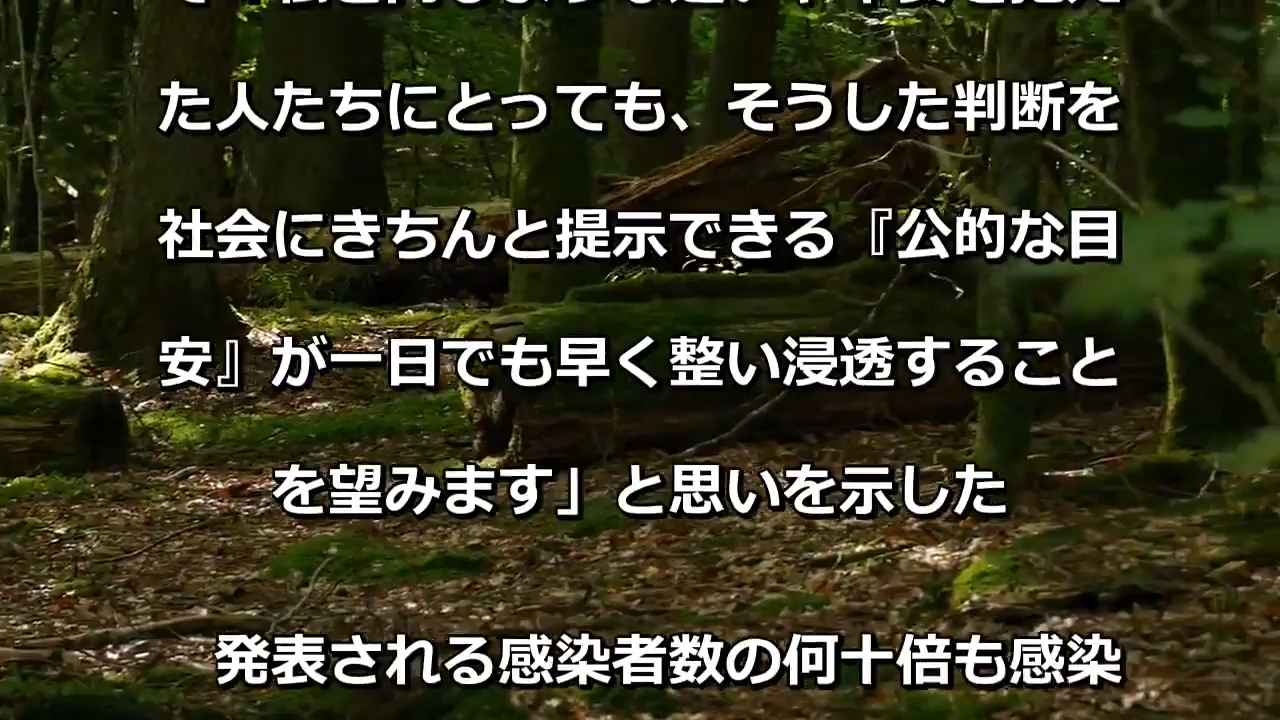 た人たちにとっても、そうした判断を
社会にきちんと提示できる『公的な目
安』が一日でも早く整い浸透すること
を望みます」と思いを示した
発表される感染者数の何十倍も感染